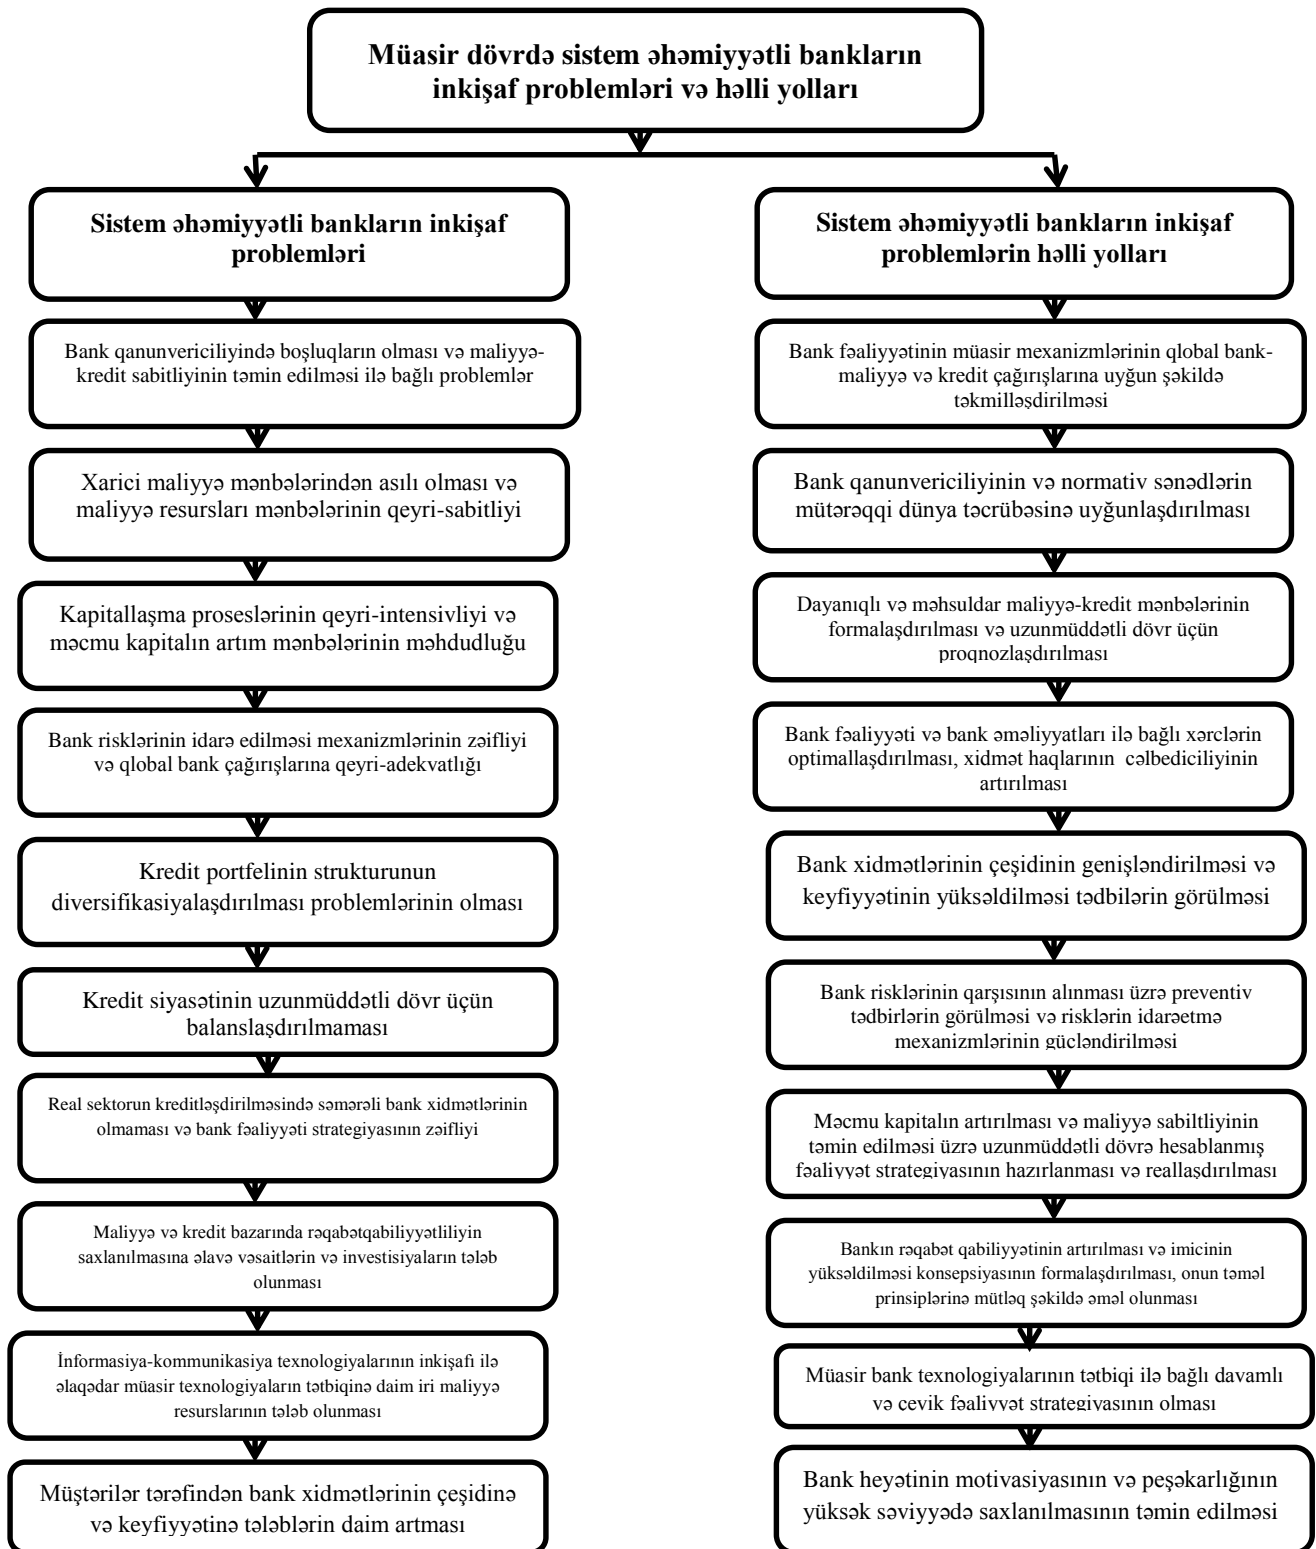 Müasir dövrdə sistem əhəmiyyətli bankların
inkişaf problemləri və həlli yolları
Sistem əhəmiyyətli bankların inkişaf
problemləri
Bank qanunvericiliyində boşluqların olması və maliyyə-
kredit sabitliyinin təmin edilməsi ilə bağlı problemlər
Xarici maliyyə mənbələrindən asılı olması və
maliyyə resursları mənbələrinin qeyri-sabitliyi
Kapitallaşma proseslərinin qeyri-intensivliyi və
məcmu kapitalın artım mənbələrinin məhdudluğu
Bank risklərinin idarə edilməsi mexanizmlərinin zəifliyi
və qlobal bank çağırışlarına qeyri-adekvatlığı
Kredit portfelinin strukturunun
diversifikasiyalaşdırılması problemlərinin olması
Kredit siyasətinin uzunmüddətli dövr üçün
balanslaşdırılmaması
Real sektorun kreditləşdirilməsində səmərəli bank xidmətlərinin
olmaması və bank fəaliyyəti strategiyasının zəifliyi
Maliyyə və kredit bazarında rəqabətqabiliyyətliliyin
saxlanılmasına əlavə vəsaitlərin və investisiyaların tələb
olunması
İnformasiya-kommunikasiya texnologiyalarının inkişafı ilə
əlaqədar müasir texnologiyaların tətbiqinə daim iri maliyyə
resurslarının tələb olunması
Müştərilər tərəfindən bank xidmətlərinin çeşidinə
və keyfiyyətinə tələblərin daim artması
Sistem əhəmiyyətli bankların inkişaf
problemlərin həlli yolları
Bank fəaliyyətinin müasir mexanizmlərinin qlobal bank-
maliyyə və kredit çağırışlarına uyğun şəkildə
təkmilləşdirilməsi
Bank qanunvericiliyinin və normativ sənədlərin
mütərəqqi dünya təcrübəsinə uyğunlaşdırılması
Dayanıqlı və məhsuldar maliyyə-kredit mənbələrinin
formalaşdırılması və uzunmüddətli dövr üçün
proqnozlaşdırılması
Bank fəaliyyəti və bank əməliyyatları ilə bağlı xərclərin
optimallaşdırılması, xidmət haqlarının cəlbediciliyinin
artırılması
Bank xidmətlərinin çeşidinin genişləndirilməsi və
keyfiyyətinin yüksəldilməsi tədbilərin görülməsi
Bank risklərinin qarşısının alınması üzrə preventiv
tədbirlərin görülməsi və risklərin idarəetmə
mexanizmlərinin gücləndirilməsi
Məcmu kapitalın artırılması və maliyyə sabiltliyinin
təmin edilməsi üzrə uzunmüddətli dövrə hesablanmış
fəaliyyət strategiyasının hazırlanması və reallaşdırılması
Bankın rəqabət qabiliyyətinin artırılması və imicinin
yüksəldilməsi konsepsiyasının formalaşdırılması, onun təməl
prinsiplərinə mütləq şəkildə əməl olunması
Müasir bank texnologiyalarının tətbiqi ilə bağlı davamlı
və çevik fəaliyyət strategiyasının olması
Bank heyətinin motivasiyasının və peşəkarlığının
yüksək səviyyədə saxlanılmasının təmin edilməsi